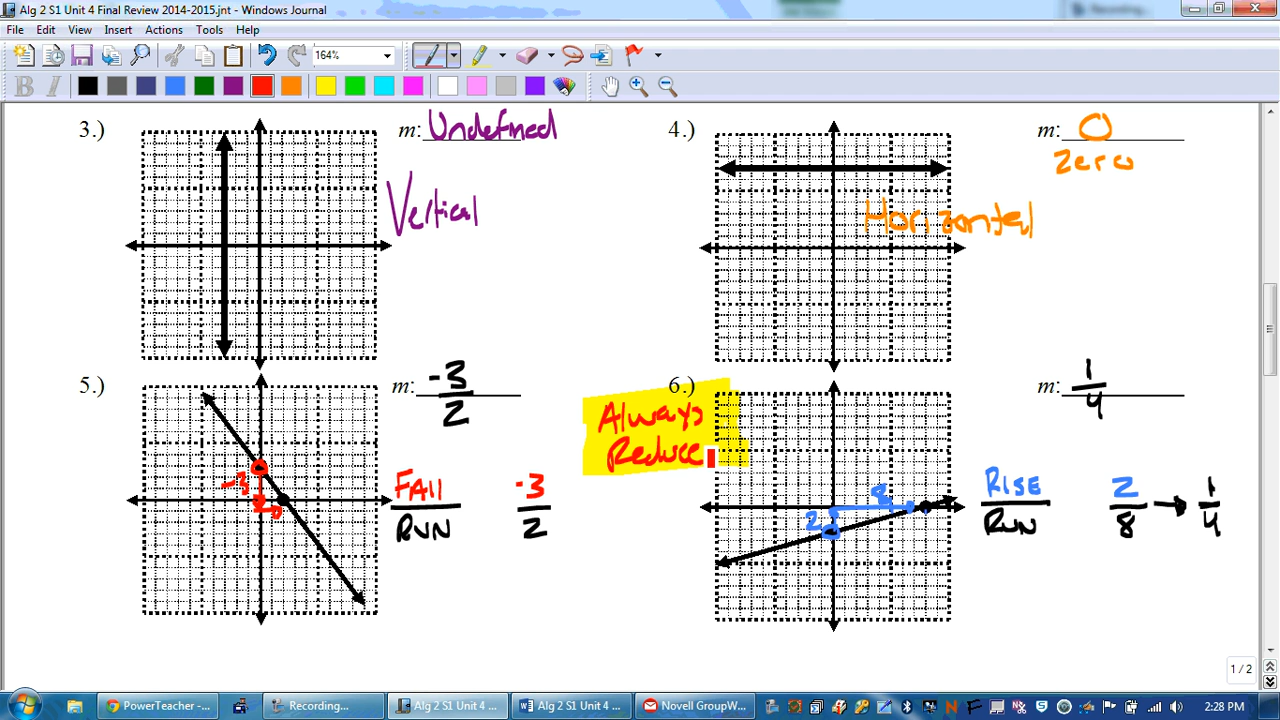 Alg 2 S1 Unit 4 Final Review 2014-2015.jnt - Windows Journal
Recording...
File Edit View Insert Actions Tools Help
164%
B I
3.) m: Undefined
Vertical
4.) m: 0
Zero
Horizontal
5.) m: -3/2
-3
2
FAll
RUN
-3
2
Always
Reduce
6.) m: 1/4
8
2
RISE
RUN
2
8
1
4
1 / 2
PowerTeacher -...
Recording...
Alg 2 S1 Unit 4 ...
Alg 2 S1 Unit 4 ...
Novell GroupW...
2:28 PM